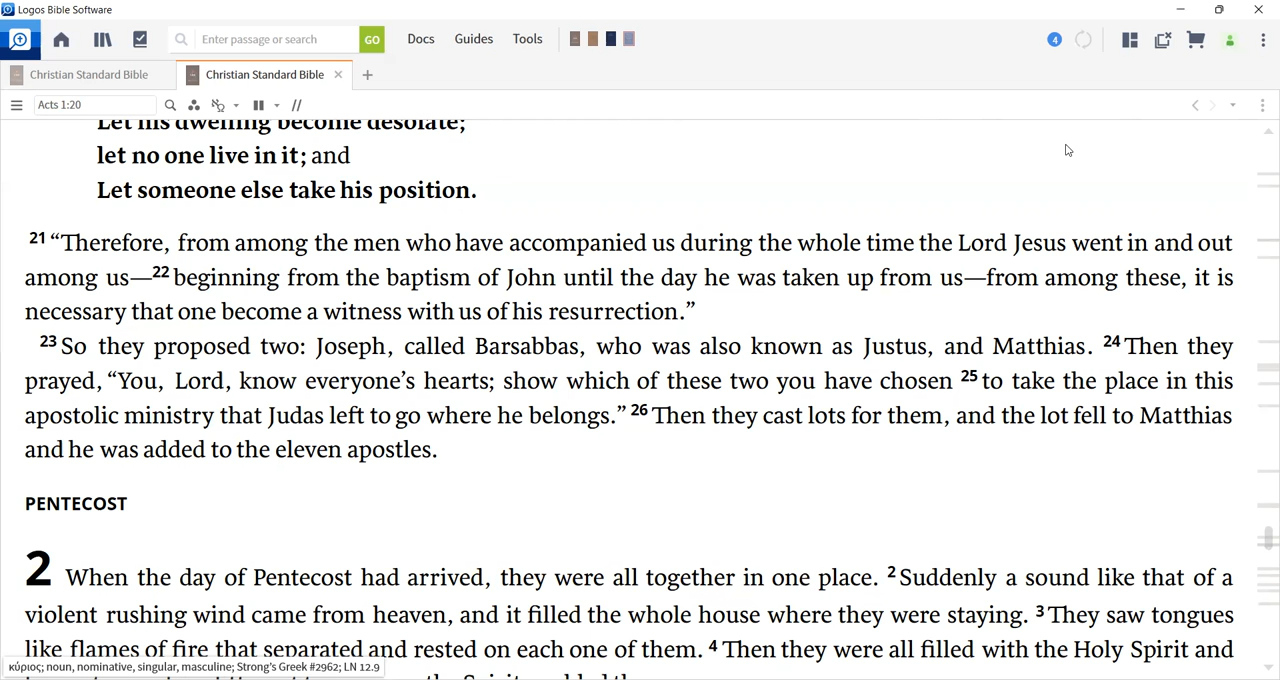 Logos Bible Software
Enter passage or search
GO
Docs
Guides
Tools
4
Christian Standard Bible
Christian Standard Bible
Acts 1:20
Let his dwelling become desolate;
let no one live in it; and
Let someone else take his position.
21 “Therefore, from among the men who have accompanied us during the whole time the Lord Jesus went in and out
among us—22 beginning from the baptism of John until the day he was taken up from us—from among these, it is
necessary that one become a witness with us of his resurrection.”
23 So they proposed two: Joseph, called Barsabbas, who was also known as Justus, and Matthias. 24 Then they
prayed, “You, Lord, know everyone’s hearts; show which of these two you have chosen 25 to take the place in this
apostolic ministry that Judas left to go where he belongs.” 26 Then they cast lots for them, and the lot fell to Matthias
and he was added to the eleven apostles.
PENTECOST
2 When the day of Pentecost had arrived, they were all together in one place. 2 Suddenly a sound like that of a
violent rushing wind came from heaven, and it filled the whole house where they were staying. 3 They saw tongues
like flames of fire that separated and rested on each one of them. 4 Then they were all filled with the Holy Spirit and
κύριος; noun, nominative, singular, masculine; Strong's Greek #2962; LN 12.9